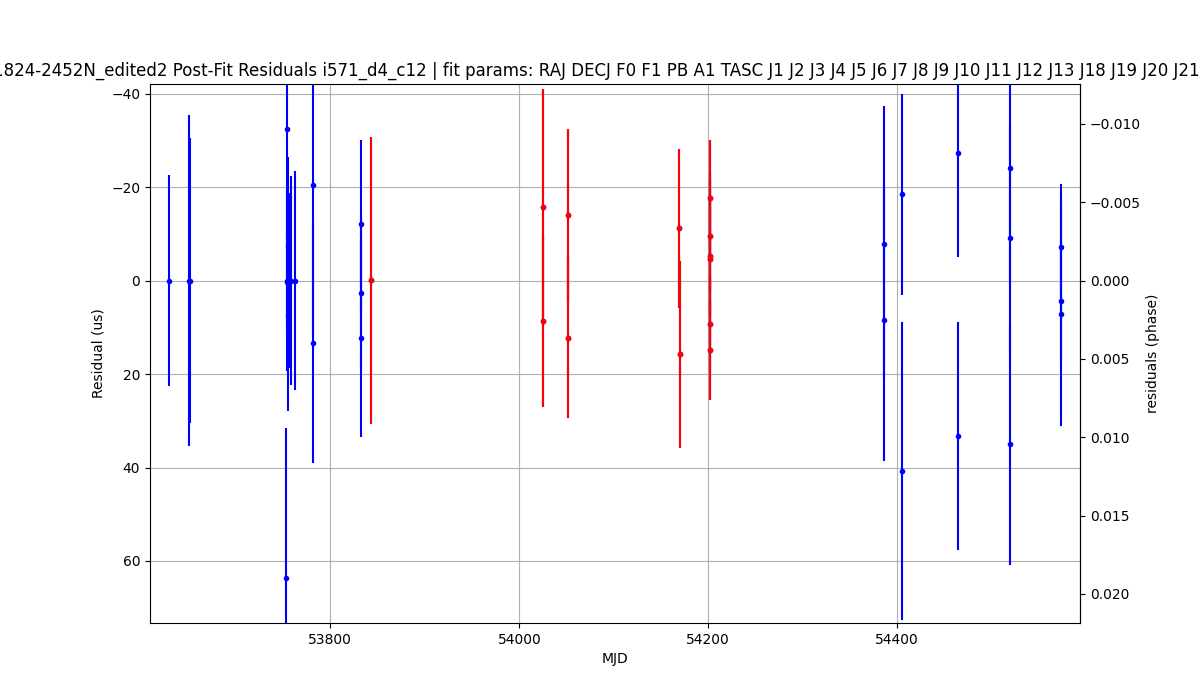 824-2452N_edited2 Post-Fit Residuals i571_d4_c12 | fit params: RAJ DECJ F0 F1 PB A1 TASC J1 J2 J3 J4 J5 J6 J7 J8 J9 J10 J11 J12 J13 J18 J19 J20 J21
−40
−20
0
20
40
60
Residual (us)
−0.010
−0.005
0.000
0.005
0.010
0.015
0.020
residuals (phase)
53800 54000 54200 54400
MJD